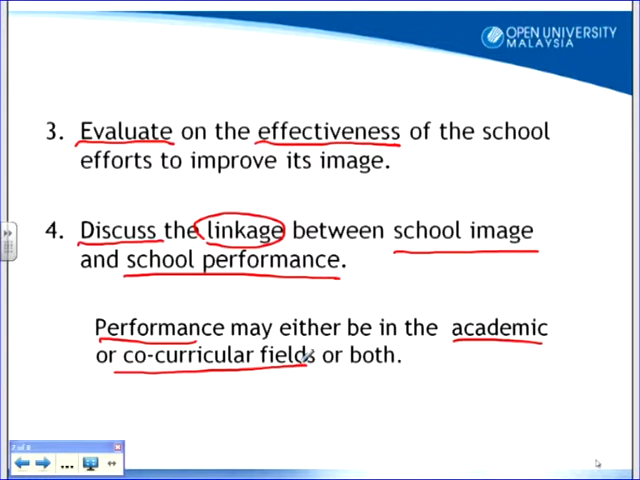 OPEN UNIVERSITY
MALAYSIA
3. Evaluate on the effectiveness of the school
efforts to improve its image.
4. Discuss the linkage between school image
and school performance.
Performance may either be in the academic
or co-curricular fields or both.
7 of 8